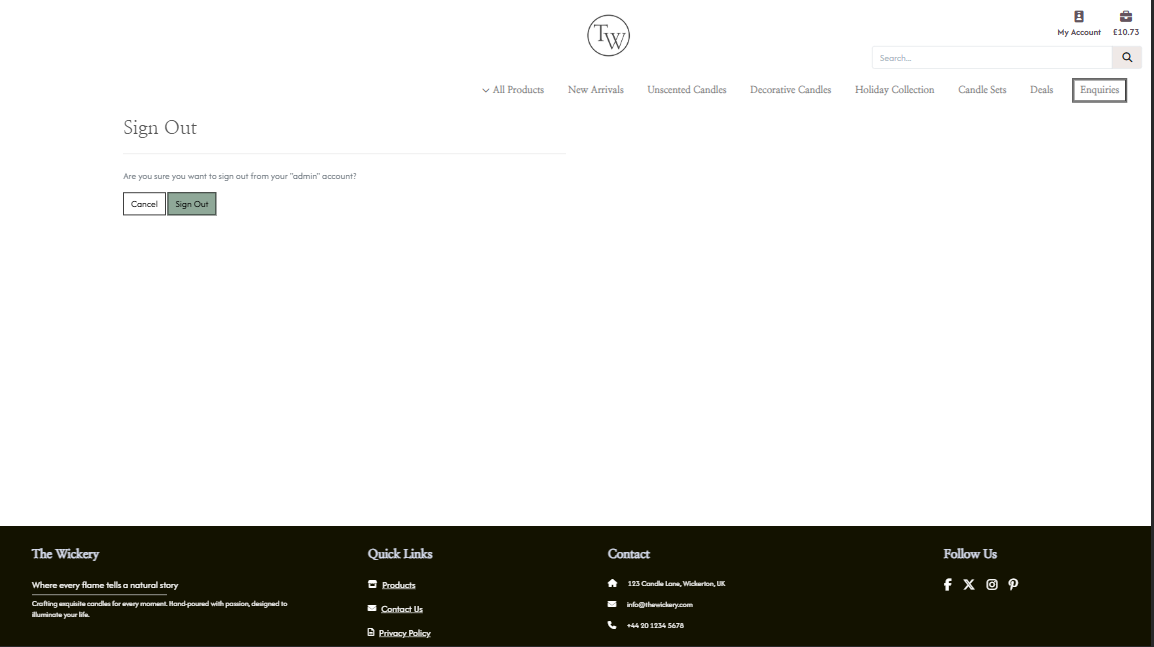 TW
My Account
£10.73
Search...
All Products
New Arrivals
Unscented Candles
Decorative Candles
Holiday Collection
Candle Sets
Deals
Enquiries
Sign Out
Are you sure you want to sign out from your "admin" account?
Cancel
Sign Out
The Wickery
Where every flame tells a natural story
Crafting exquisite candles for every moment. Hand-poured with passion, designed to
illuminate your life.
Quick Links
Products
Contact Us
Privacy Policy
Contact
123 Candle Lane, Wickerton, UK
info@thewickery.com
+44 20 1234 5678
Follow Us